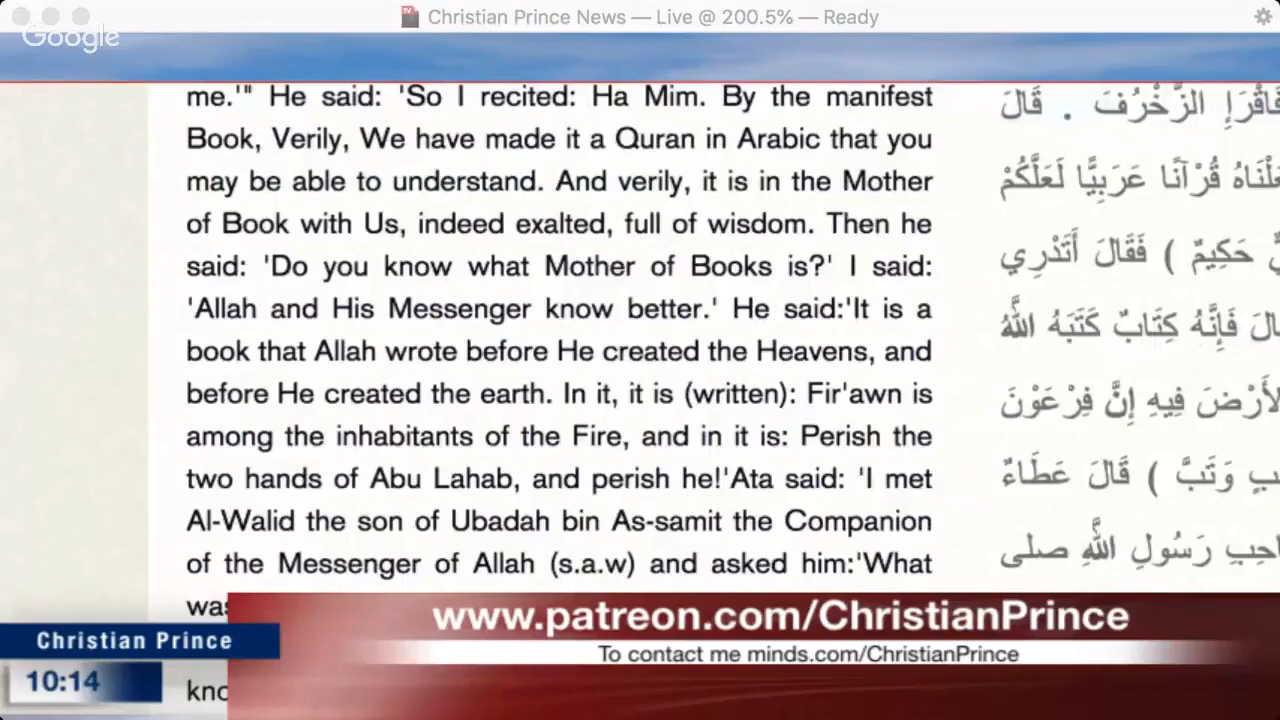 Christian Prince News — Live @ 200.5% — Ready
Google
me.'" He said: 'So I recited: Ha Mim. By the manifest
Book, Verily, We have made it a Quran in Arabic that you
may be able to understand. And verily, it is in the Mother
of Book with Us, indeed exalted, full of wisdom. Then he
said: 'Do you know what Mother of Books is?' I said:
'Allah and His Messenger know better.' He said:'It is a
book that Allah wrote before He created the Heavens, and
before He created the earth. In it, it is (written): Fir'awn is
among the inhabitants of the Fire, and in it is: Perish the
two hands of Abu Lahab, and perish he!'Ata said: 'I met
Al-Walid the son of Ubadah bin As-samit the Companion
of the Messenger of Allah (s.a.w) and asked him:'What
was
kno
فَاقْرَإِ الزُّخْرُفَ . قَالَ
قُرْآنًا عَرَبِيًّا لَعَلَّكُمْ
حَكِيمٌ ) فَقَالَ أَتَدْرِي
فَإِنَّهُ كِتَابٌ كَتَبَهُ اللَّهُ
فِيهِ إِنَّ فِرْعَوْنَ
وَتَبَّ ) قَالَ عَطَاءٌ
رَسُولِ اللَّهِ صلى
www.patreon.com/ChristianPrince
To contact me minds.com/ChristianPrince
Christian Prince
10:14